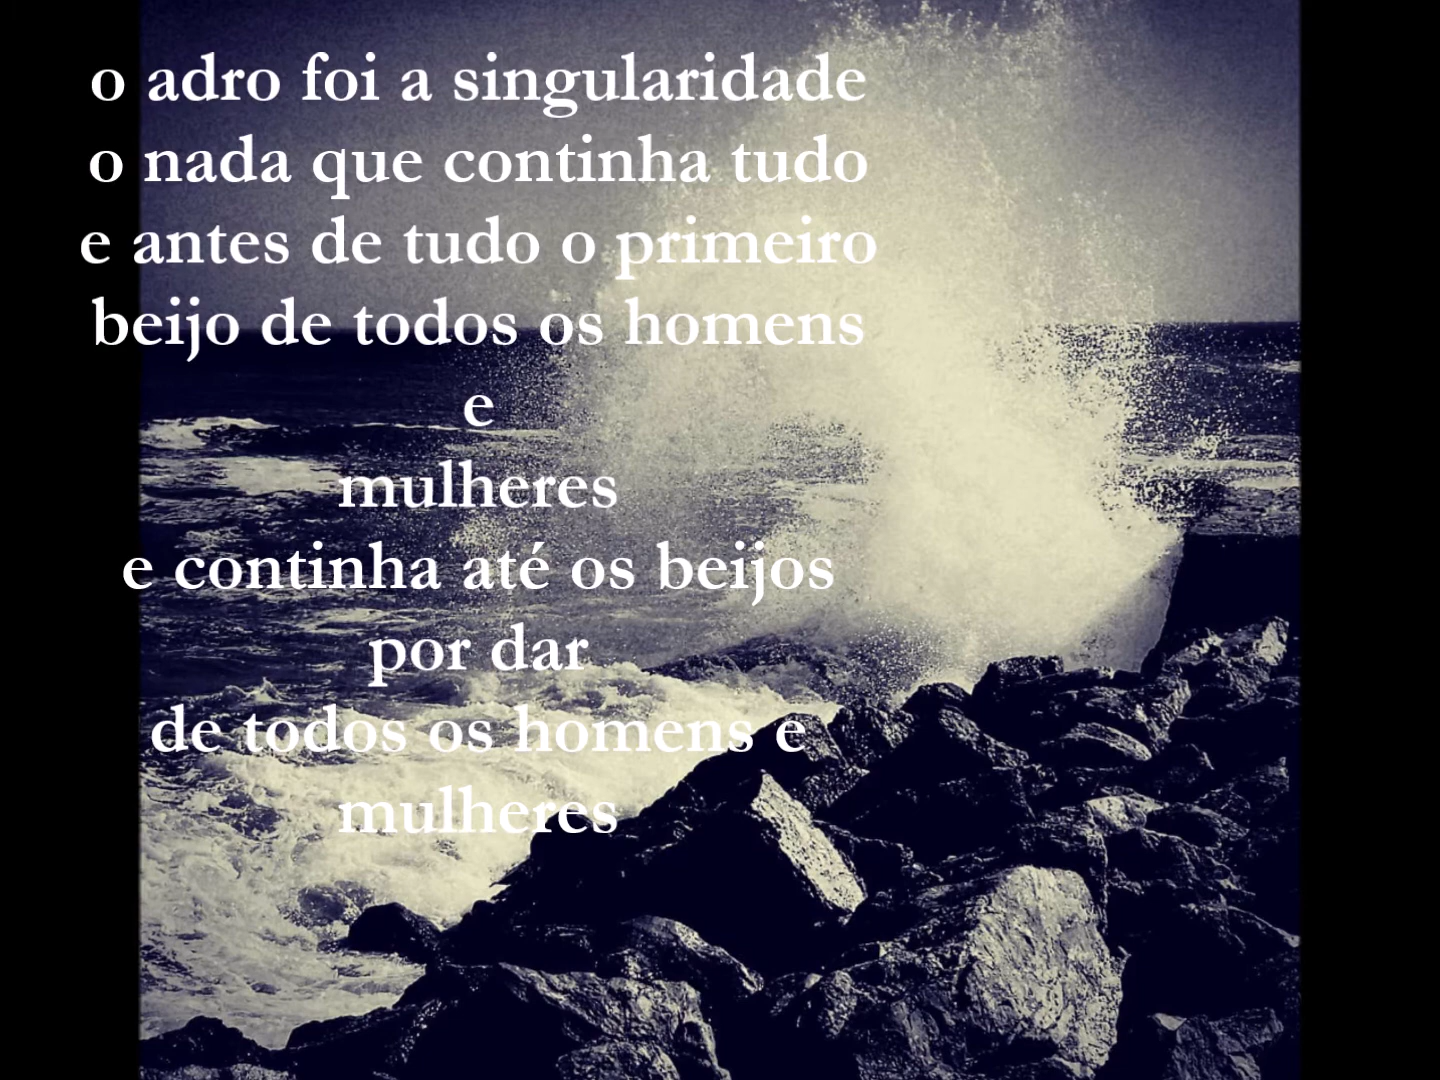 o adro foi a singularidade
o nada que continha tudo
e antes de tudo o primeiro
beijo de todos os homens
e
mulheres
e continha até os beijos
por dar
de todos os homens e
mulheres